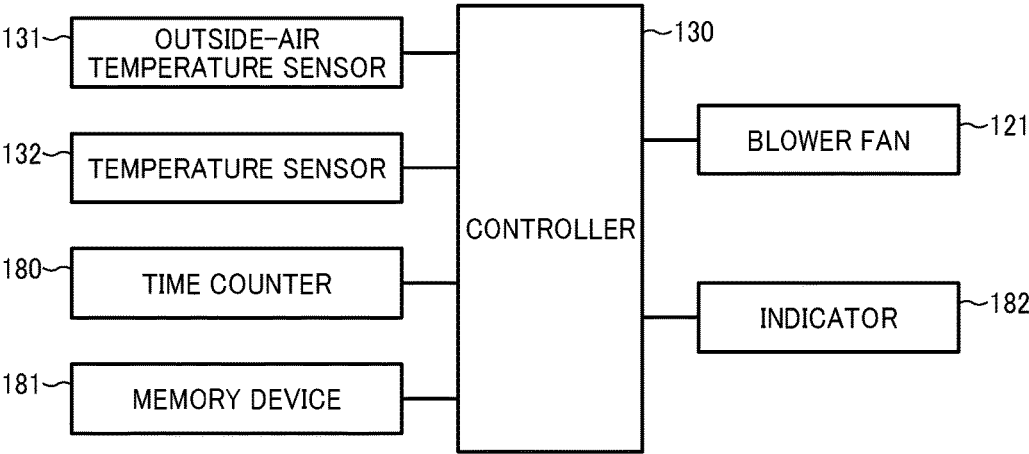 131
OUTSIDE-AIR
TEMPERATURE SENSOR
132
TEMPERATURE SENSOR
180
TIME COUNTER
181
MEMORY DEVICE
130
CONTROLLER
121
BLOWER FAN
182
INDICATOR